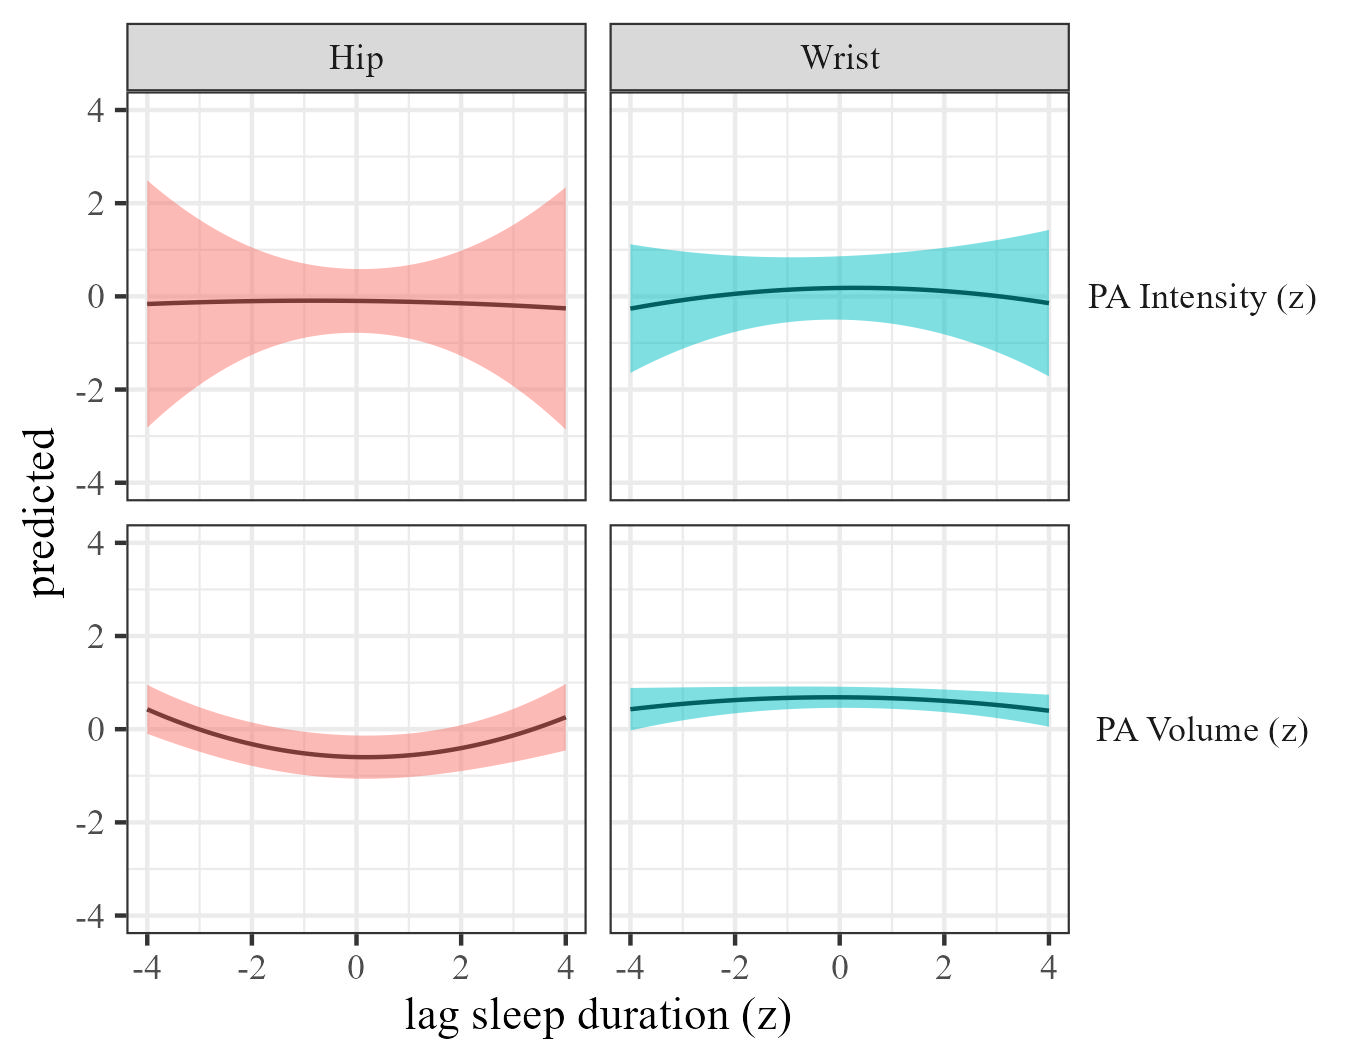 Hip
Wrist
4
2
0
-2
-4
PA Intensity (z)
predicted
4
2
0
-2
-4
PA Volume (z)
-4 -2 0 2 4
-4 -2 0 2 4
lag sleep duration (z)